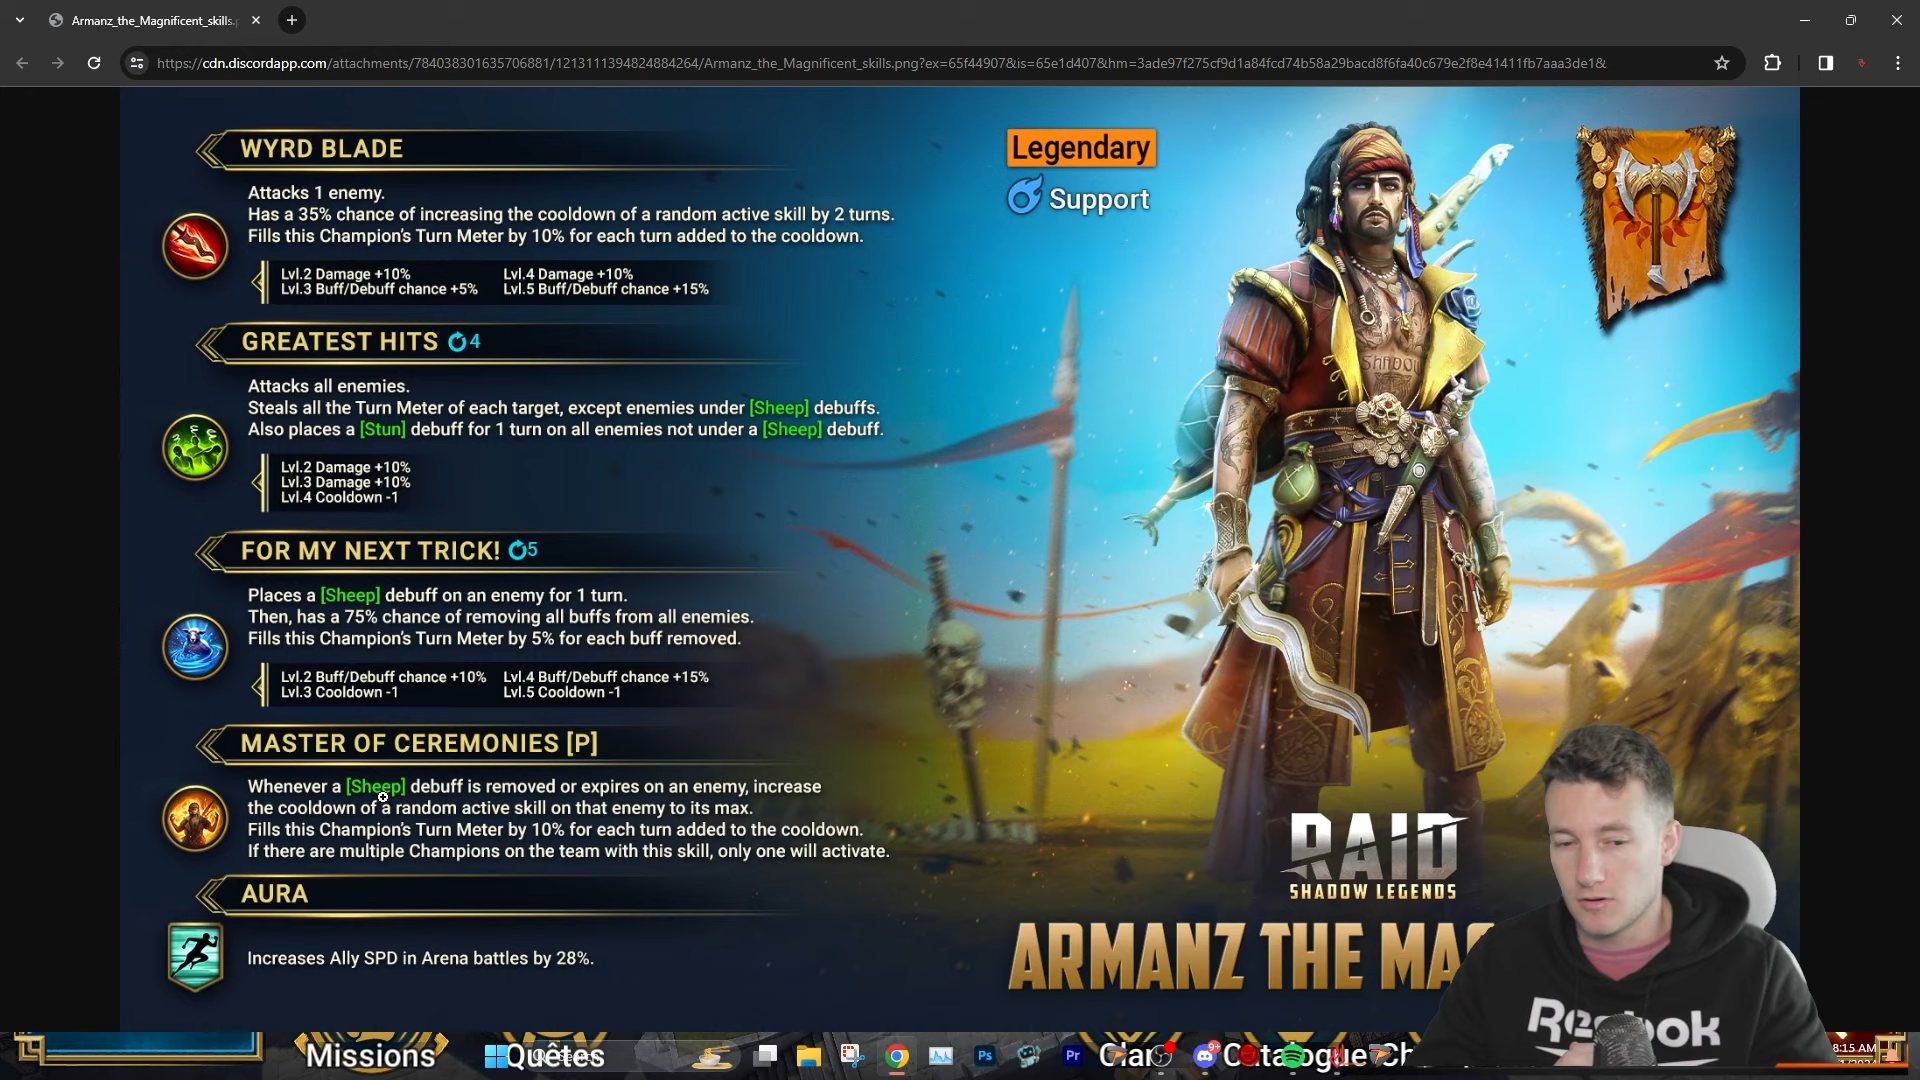 Armanz_the_Magnificent_skills.p
https://cdn.discordapp.com/attachments/784038301635706881/1213111394824884264/Armanz_the_Magnificent_skills.png?ex=65f44907&is=65e1d407&hm=3ade97f275cf9d1a84fcd74b58a29bacd8f6fa40c679e2f8e41411fb7aaa3de1&
WYRD BLADE
Attacks 1 enemy.
Has a 35% chance of increasing the cooldown of a random active skill by 2 turns.
Fills this Champion's Turn Meter by 10% for each turn added to the cooldown.
Lvl.2 Damage +10% Lvl.4 Damage +10%
Lvl.3 Buff/Debuff chance +5% Lvl.5 Buff/Debuff chance +15%
GREATEST HITS 4
Attacks all enemies.
Steals all the Turn Meter of each target, except enemies under [Sheep] debuffs.
Also places a [Stun] debuff for 1 turn on all enemies not under a [Sheep] debuff.
Lvl.2 Damage +10%
Lvl.3 Damage +10%
Lvl.4 Cooldown -1
FOR MY NEXT TRICK! 5
Places a [Sheep] debuff on an enemy for 1 turn.
Then, has a 75% chance of removing all buffs from all enemies.
Fills this Champion's Turn Meter by 5% for each buff removed.
Lvl.2 Buff/Debuff chance +10% Lvl.4 Buff/Debuff chance +15%
Lvl.3 Cooldown -1 Lvl.5 Cooldown -1
MASTER OF CEREMONIES [P]
Whenever a [Sheep] debuff is removed or expires on an enemy, increase
the cooldown of a random active skill on that enemy to its max.
Fills this Champion's Turn Meter by 10% for each turn added to the cooldown.
If there are multiple Champions on the team with this skill, only one will activate.
AURA
Increases Ally SPD in Arena battles by 28%.
Legendary
Support
SHADOW
RAID
SHADOW LEGENDS
ARMANZ THE MAG
Reebok
Missions
Quêtes
Ps
Pr
Clan
9+
Catalogue
Ch
8:15 AM